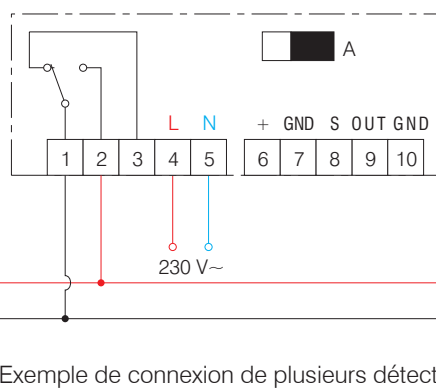 A
L N + GND S OUT GND
1 2 3 4 5 6 7 8 9 10
230 V~
Exemple de connexion de plusieurs détect